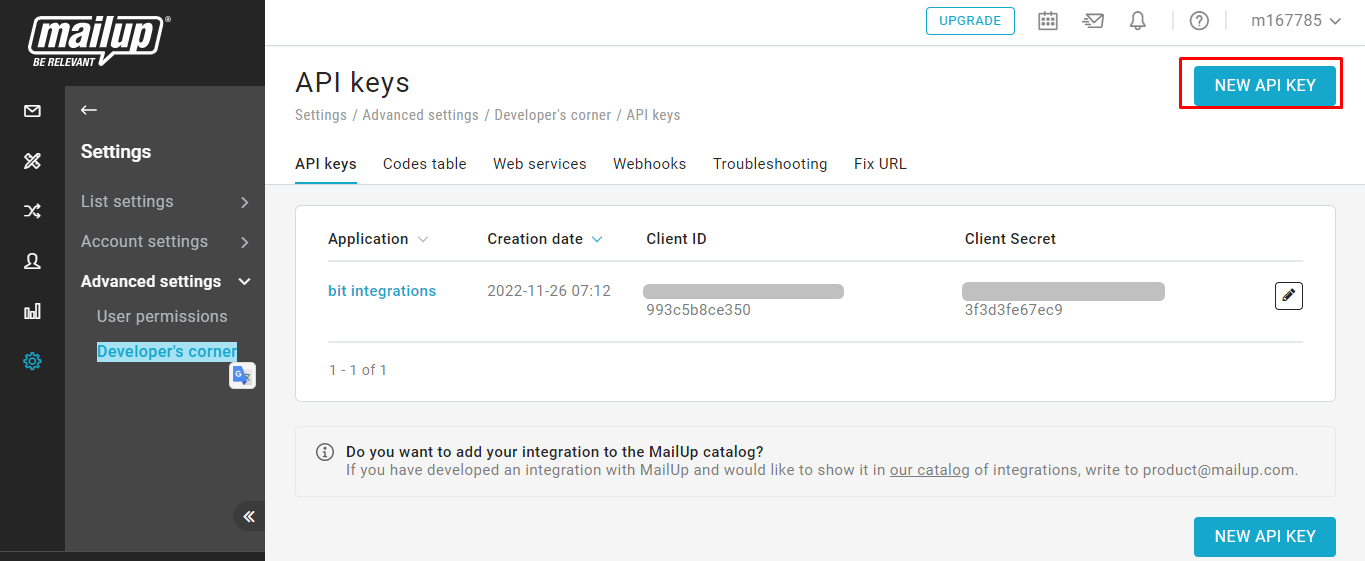 mailup®
BE RELEVANT
UPGRADE
m167785
Settings
List settings
Account settings
Advanced settings
User permissions
Developer's corner
API keys
NEW API KEY
Settings / Advanced settings / Developer's corner / API keys
API keys Codes table Web services Webhooks Troubleshooting Fix URL
Application Creation date Client ID Client Secret
bit integrations 2022-11-26 07:12
993c5b8ce350 3f3d3fe67ec9
1 - 1 of 1
Do you want to add your integration to the MailUp catalog?
If you have developed an integration with MailUp and would like to show it in our catalog of integrations, write to product@mailup.com.
NEW API KEY